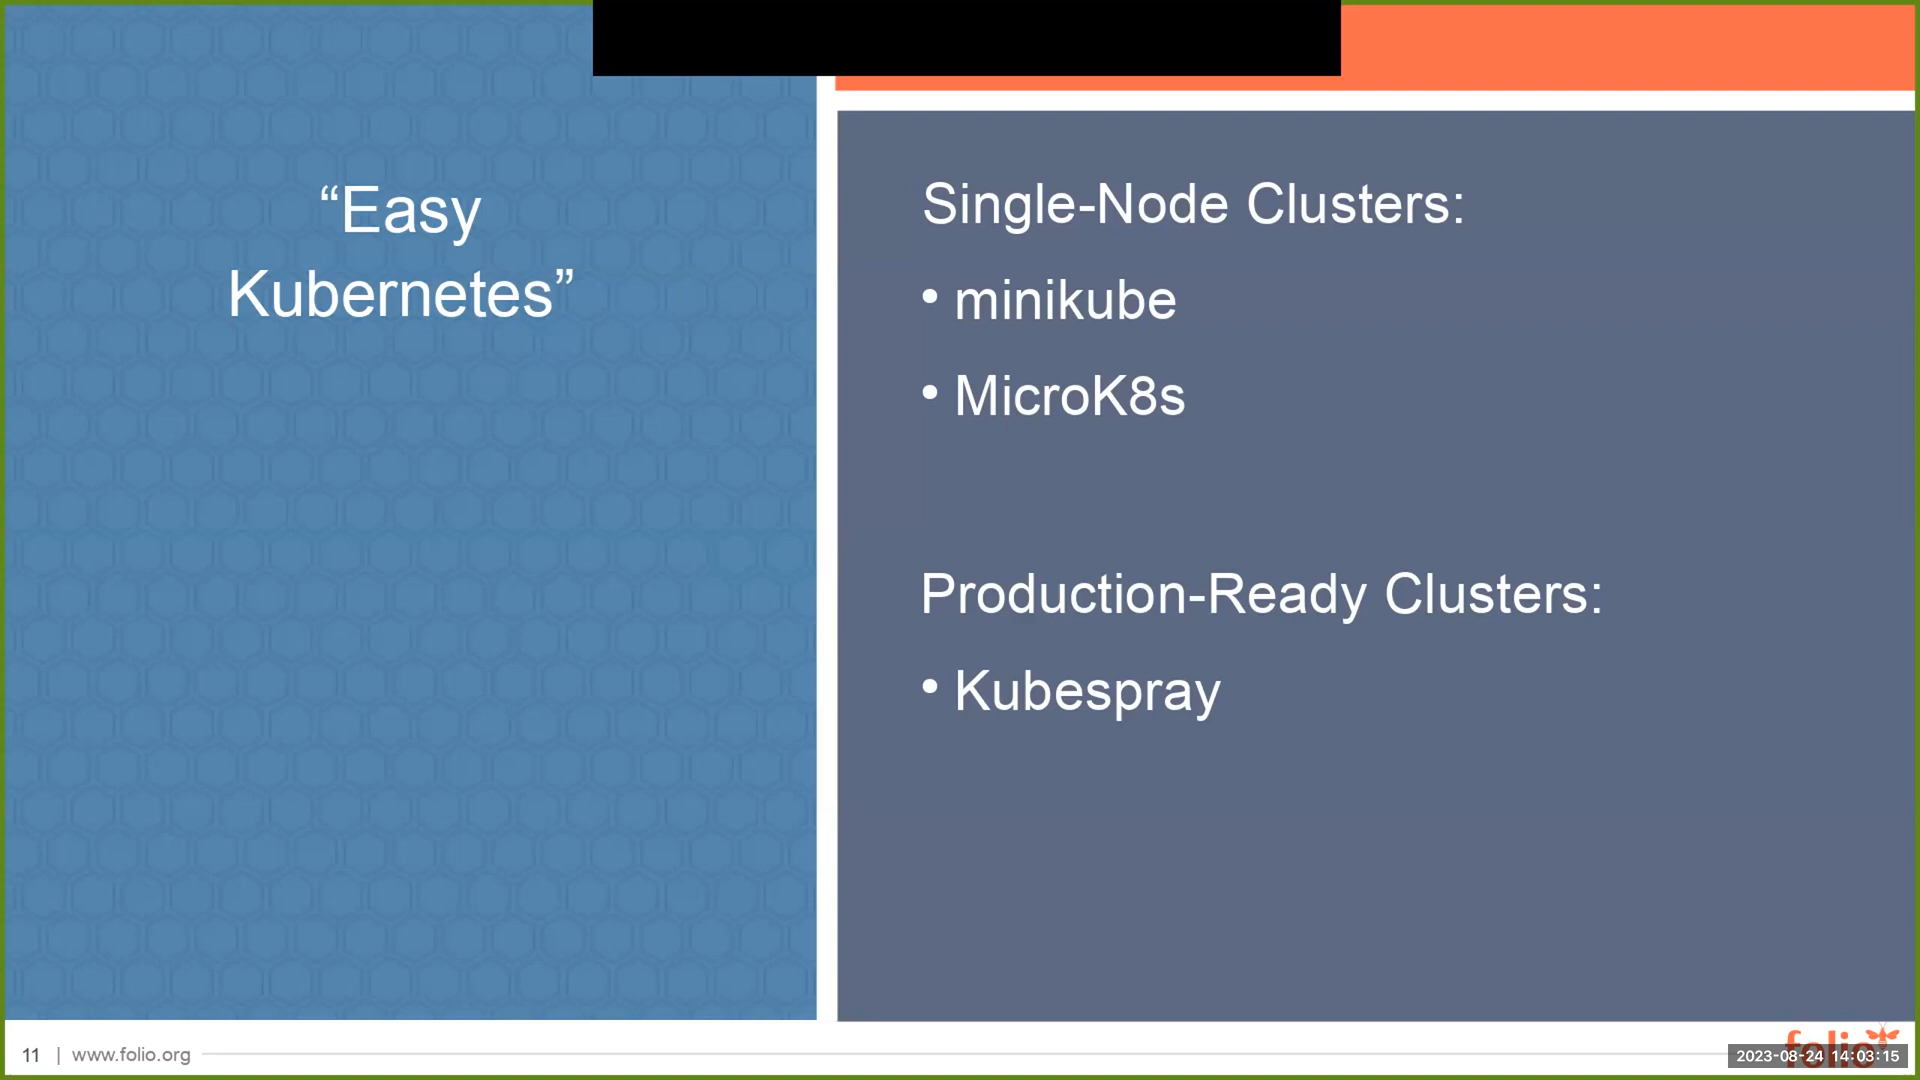 “Easy
Kubernetes”
Single-Node Clusters:
• minikube
• MicroK8s
Production-Ready Clusters:
• Kubespray
11 | www.folio.org
folio
2023-08-24 14:03:15